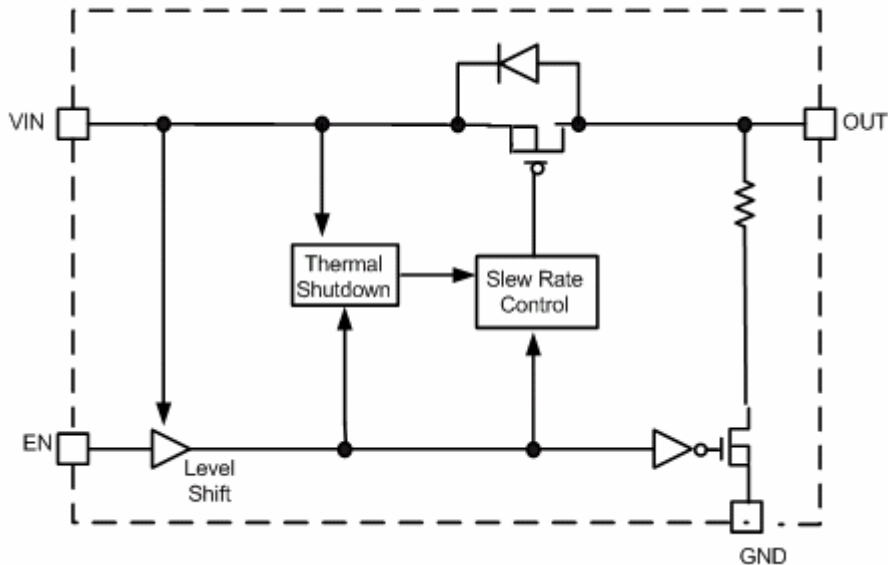 VIN
OUT
Thermal
Shutdown
Slew Rate
Control
EN
Level
Shift
GND